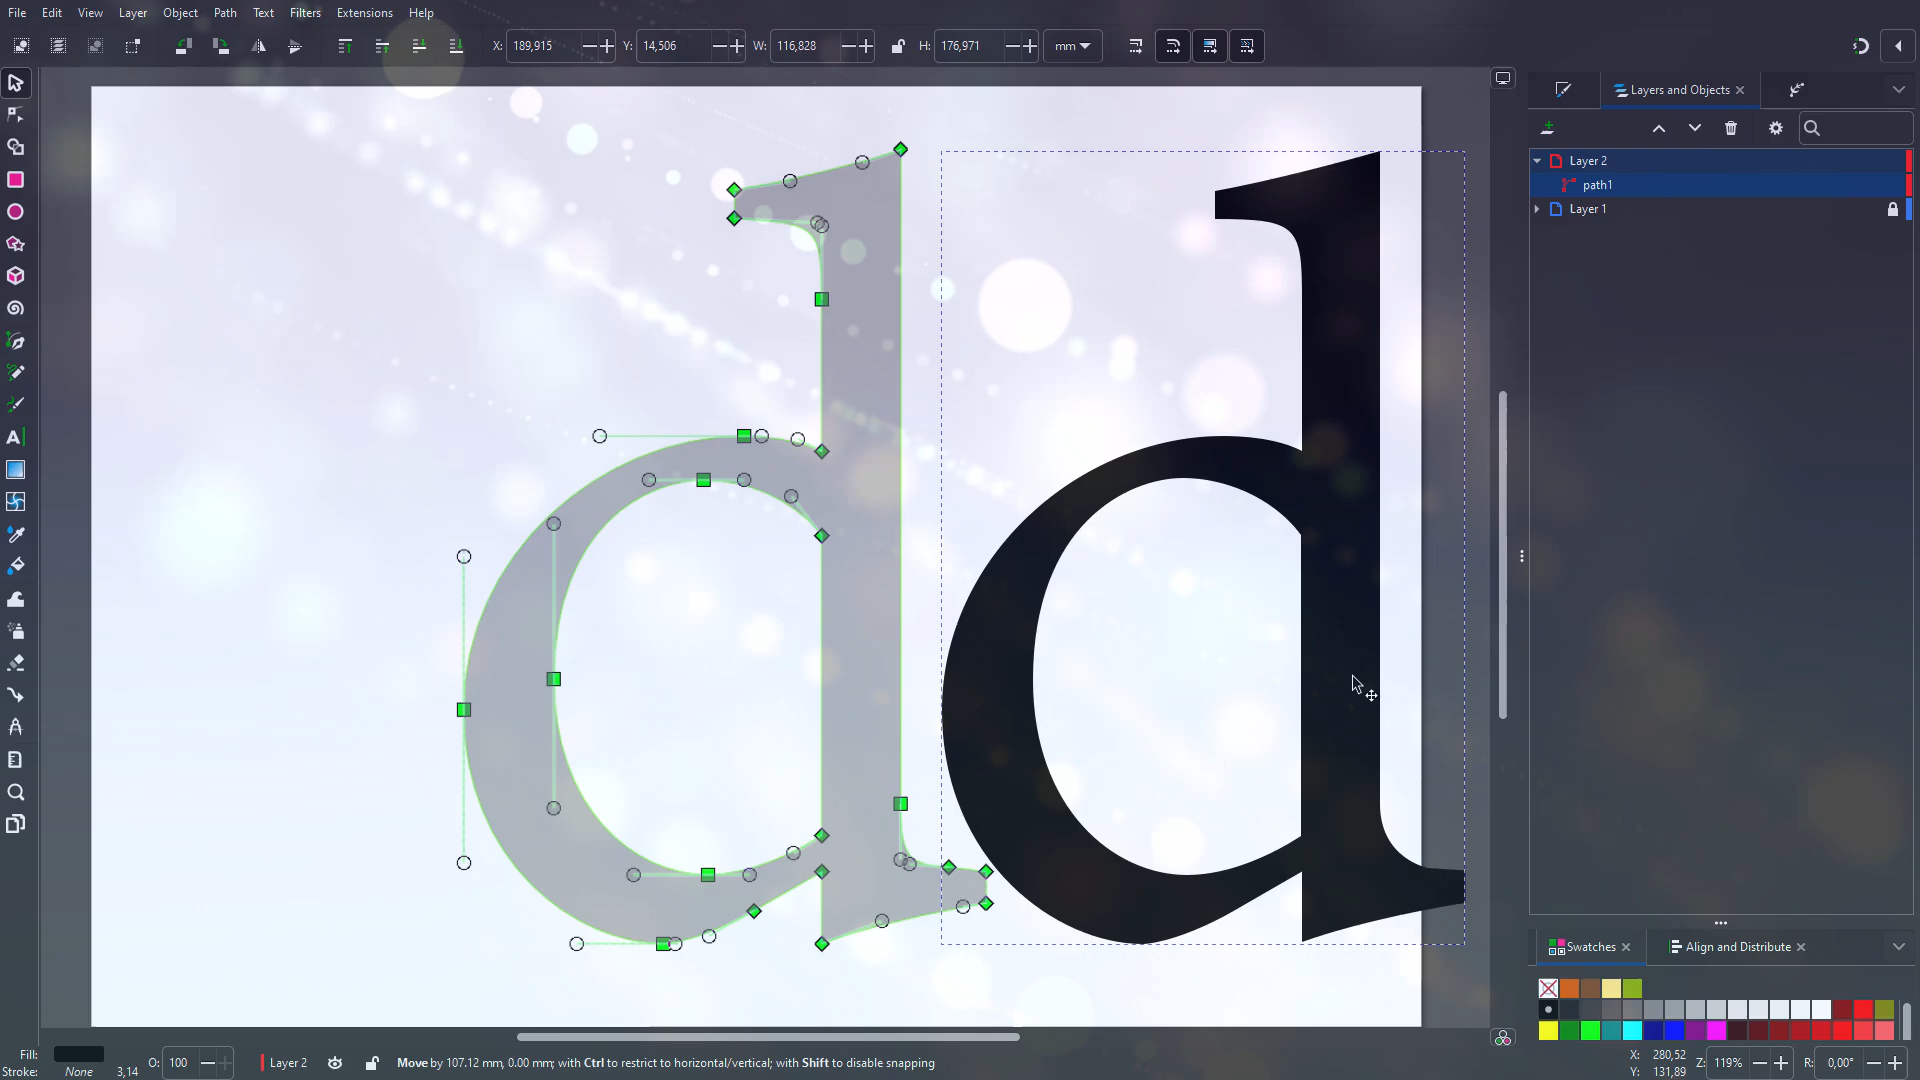 File Edit View Layer Object Path Text Filters Extensions Help
X: 189,915 Y: 14,506 W: 116,828 H: 176,971 mm
Layers and Objects
Layer 2
path1
Layer 1
d d
Swatches Align and Distribute
Fill: O: 100 Layer 2 Move by 107.12 mm, 0.00 mm; with Ctrl to restrict to horizontal/vertical; with Shift to disable snapping X: 280,52 Z: 119% R: 0,00°
Stroke: None 3,14 Y: 131,89